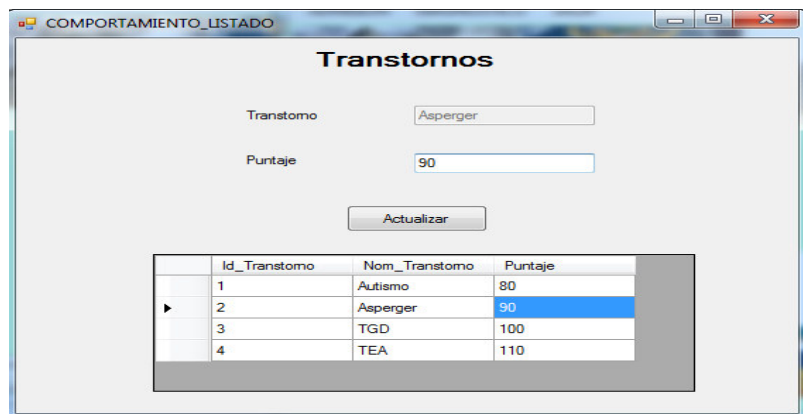 COMPORTAMIENTO_LISTADO
Transtornos
Transtorno Asperger
Puntaje 90
Actualizar
Id_Transtorno Nom_Transtorno Puntaje
1 Autismo 80
2 Asperger 90
3 TGD 100
4 TEA 110